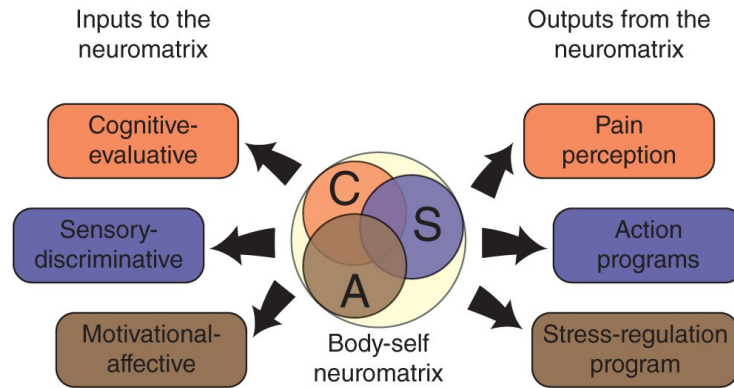 Inputs to the
neuromatrix
Outputs from the
neuromatrix
Cognitive-
evaluative
Sensory-
discriminative
Motivational-
affective
C
S
A
Body-self
neuromatrix
Pain
perception
Action
programs
Stress-regulation
program